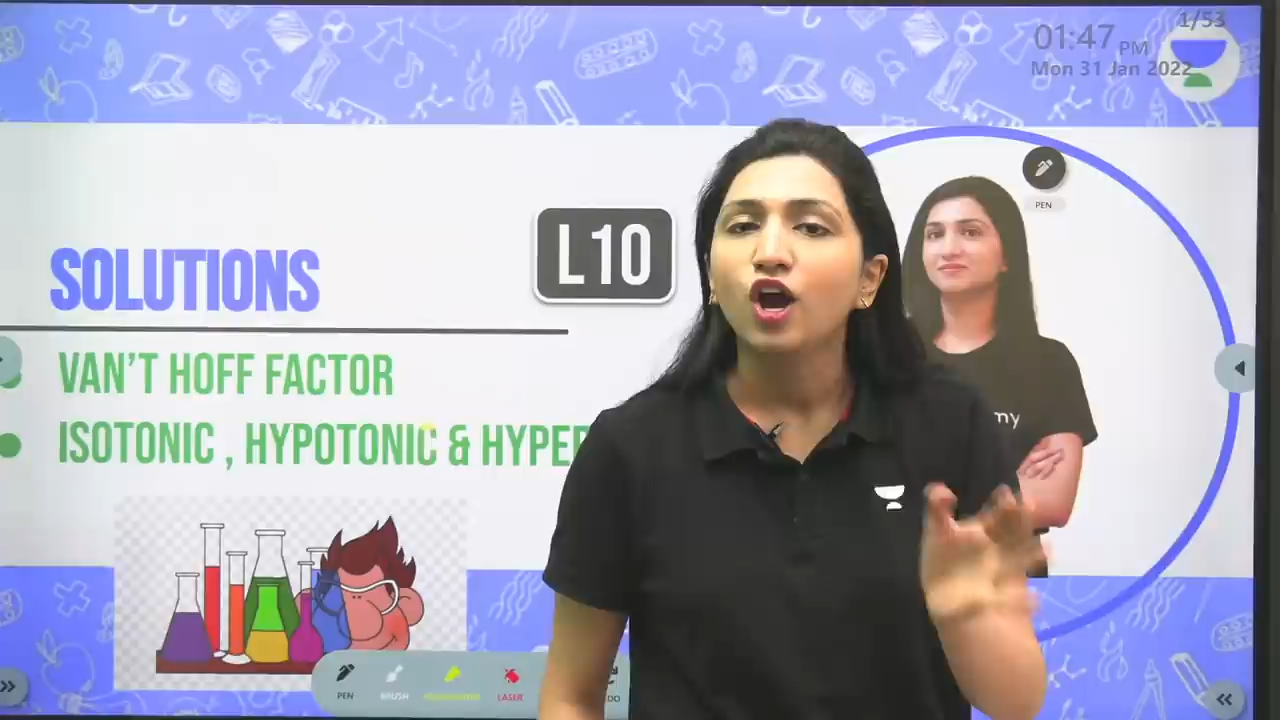 1/53
01:47 PM
Mon 31 Jan 2022
PEN
L10
SOLUTIONS
VAN'T HOFF FACTOR
ISOTONIC , HYPOTONIC & HYPER
my
PEN
BRUSH
LASER